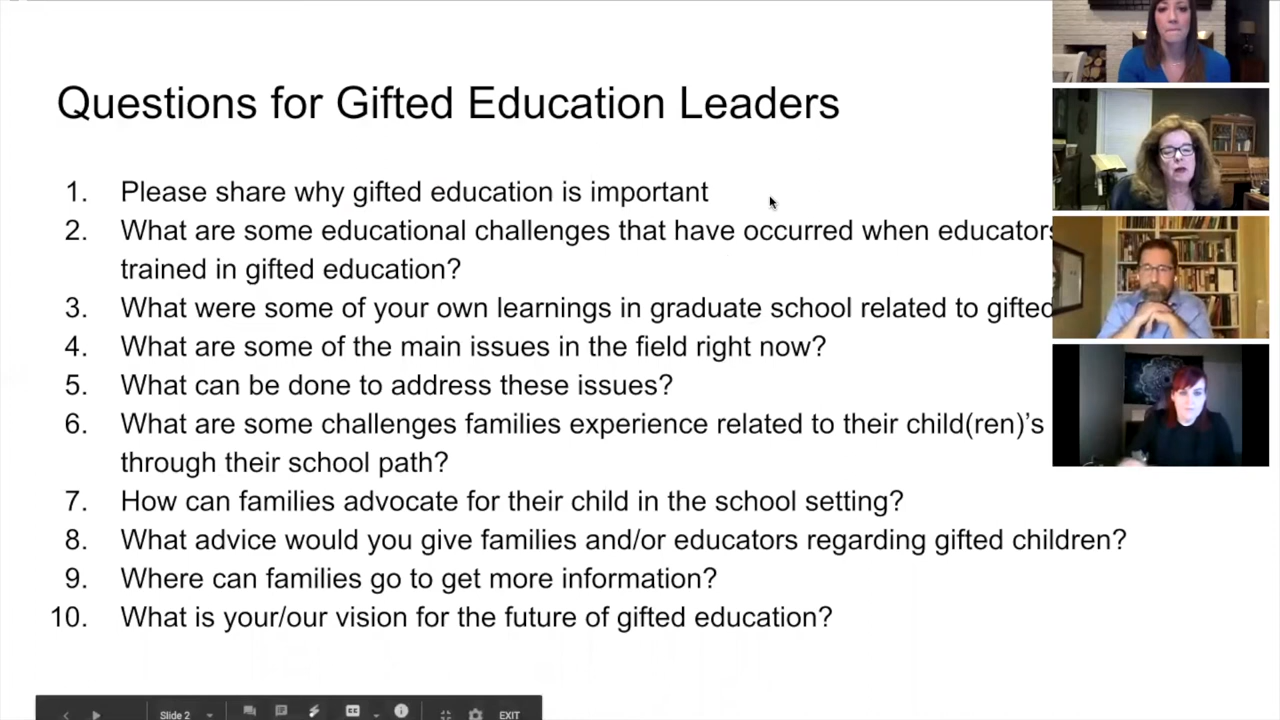 Questions for Gifted Education Leaders
1. Please share why gifted education is important
2. What are some educational challenges that have occurred when educators
trained in gifted education?
3. What were some of your own learnings in graduate school related to gifted
4. What are some of the main issues in the field right now?
5. What can be done to address these issues?
6. What are some challenges families experience related to their child(ren)’s
through their school path?
7. How can families advocate for their child in the school setting?
8. What advice would you give families and/or educators regarding gifted children?
9. Where can families go to get more information?
10. What is your/our vision for the future of gifted education?
Slide 2
CC
EXIT